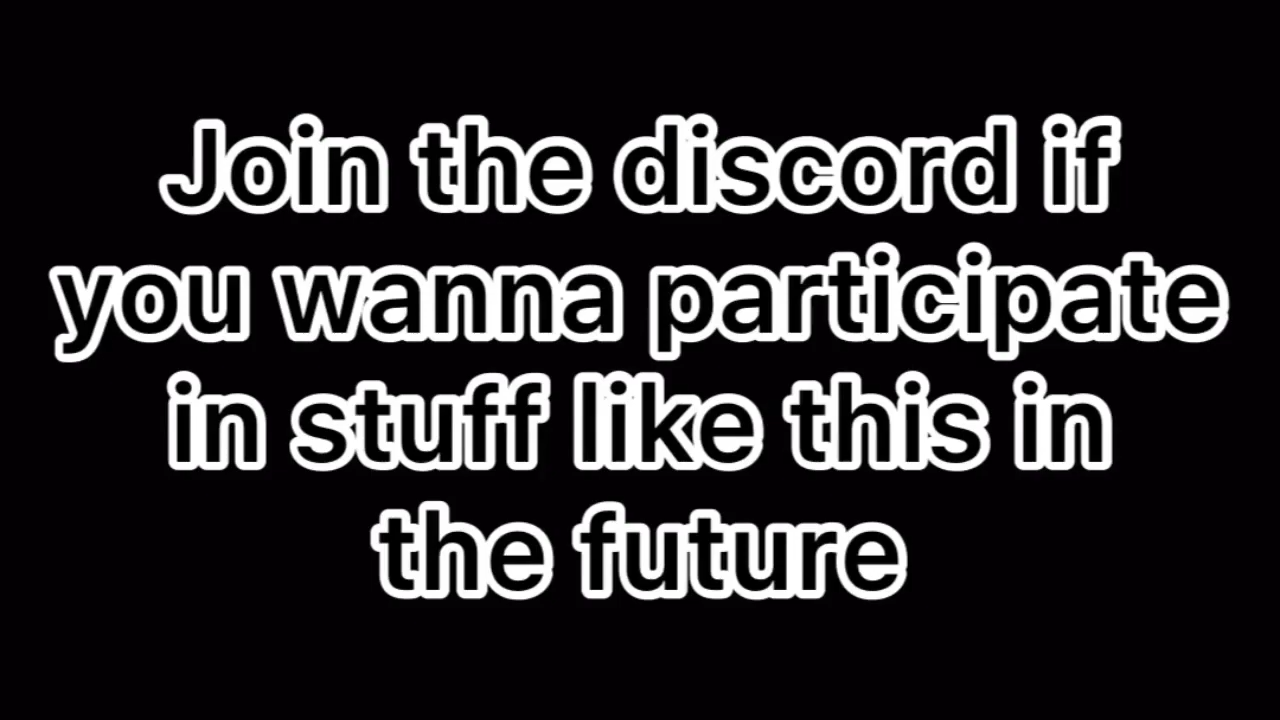 Join the discord if
you wanna participate
in stuff like this in
the future